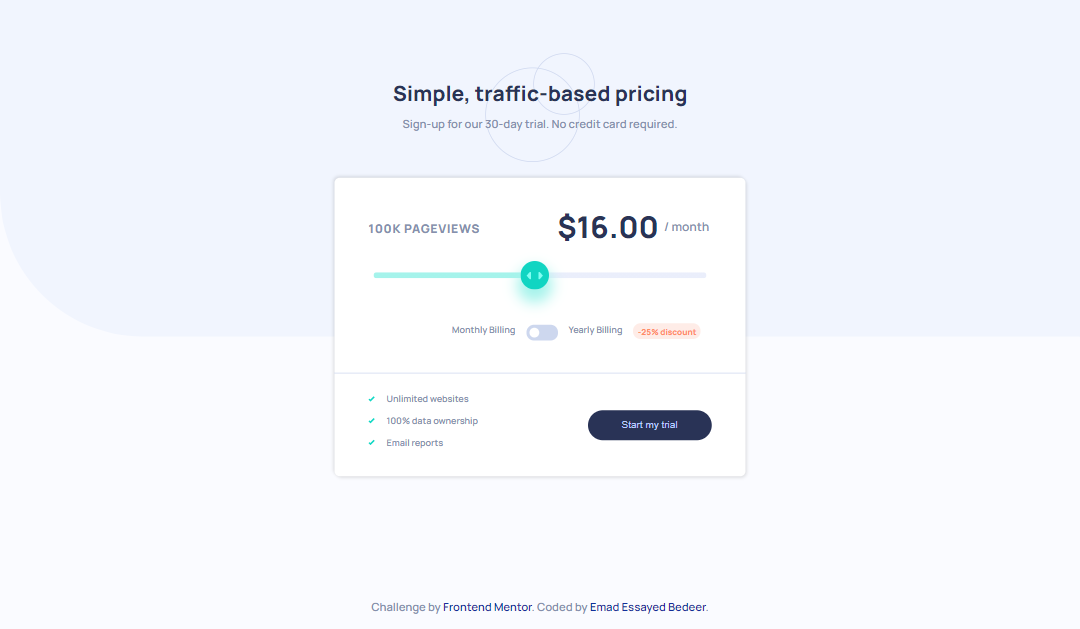 Simple, traffic-based pricing
Sign-up for our 30-day trial. No credit card required.
100K PAGEVIEWS
$16.00 / month
Monthly Billing
Yearly Billing
-25% discount
Unlimited websites
100% data ownership
Email reports
Start my trial
Challenge by Frontend Mentor. Coded by Emad Essayed Bedeer.